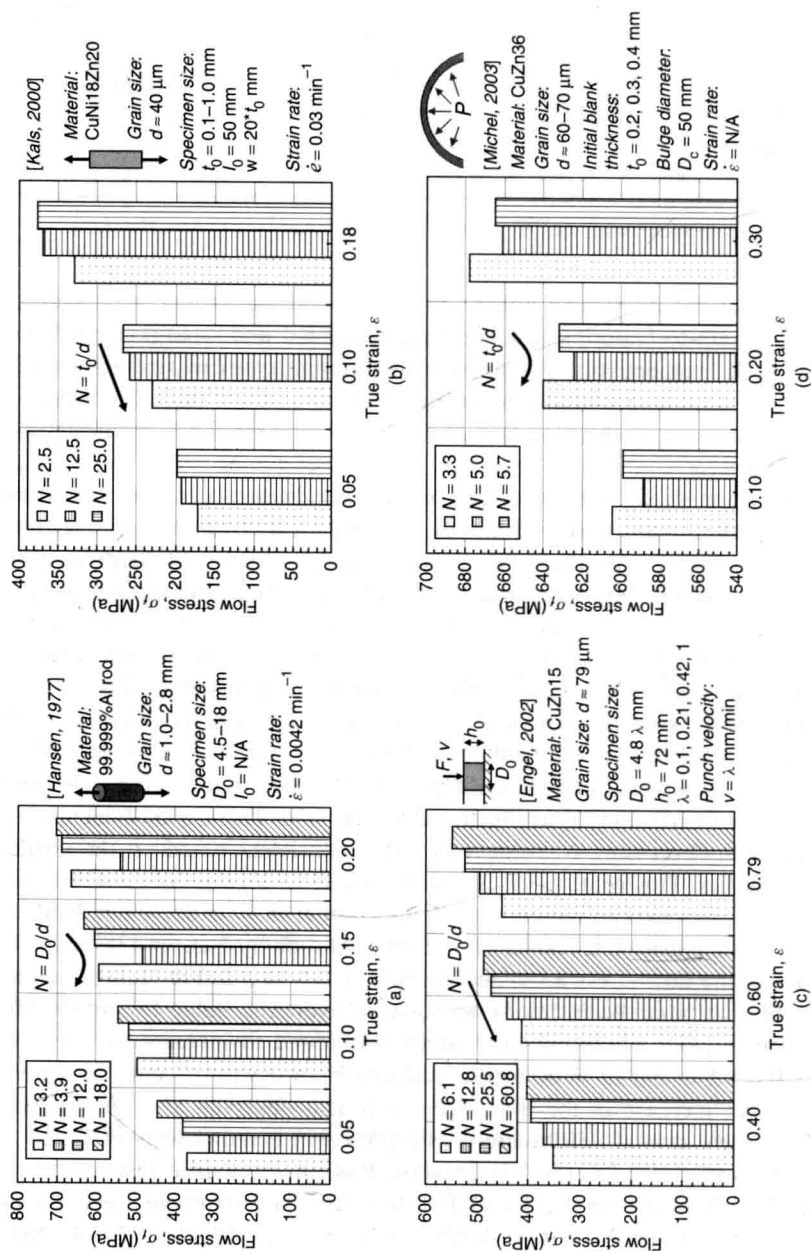 800
700
600
500
400
300
200
100
0
Flow stress, σf (MPa)
N = 3.2
N = 3.9
N = 12.0
N = 18.0
N = D0/d
0.05
0.10
0.15
0.20
True strain, ε
(a)
[Hansen, 1977]
Material:
99.999%Al rod
Grain size:
d ≈ 1.0–2.8 mm
Specimen size:
D0 = 4.5–18 mm
l0 = N/A
Strain rate:
ε̇ = 0.0042 min−1
400
350
300
250
200
150
100
50
0
Flow stress, σf (MPa)
N = 2.5
N = 12.5
N = 25.0
N = t0/d
0.05
0.10
0.18
True strain, ε
(b)
[Kals, 2000]
Material:
CuNi18Zn20
Grain size:
d ≈ 40 μm
Specimen size:
t0 = 0.1–1.0 mm
l0 = 50 mm
w = 20*t0 mm
Strain rate:
ė = 0.03 min−1
600
500
400
300
200
100
0
Flow stress, σf (MPa)
N = 6.1
N = 12.8
N = 25.5
N = 60.8
N = D0/d
0.40
0.60
0.79
True strain, ε
(c)
F, v
h0
D0
[Engel, 2002]
Material: CuZn15
Grain size: d ≈ 79 μm
Specimen size:
D0 = 4.8 λ mm
h0 = 72 mm
λ = 0.1, 0.21, 0.42, 1
Punch velocity:
v = λ mm/min
700
680
660
640
620
600
580
560
540
Flow stress, σf (MPa)
N = 3.3
N = 5.0
N = 5.7
N = t0/d
0.10
0.20
0.30
True strain, ε
(d)
P
[Michel, 2003]
Material: CuZn36
Grain size:
d ≈ 60–70 μm
Initial blank
thickness:
t0 = 0.2, 0.3, 0.4 mm
Bulge diameter:
Dc = 50 mm
Strain rate:
ε̇ = N/A